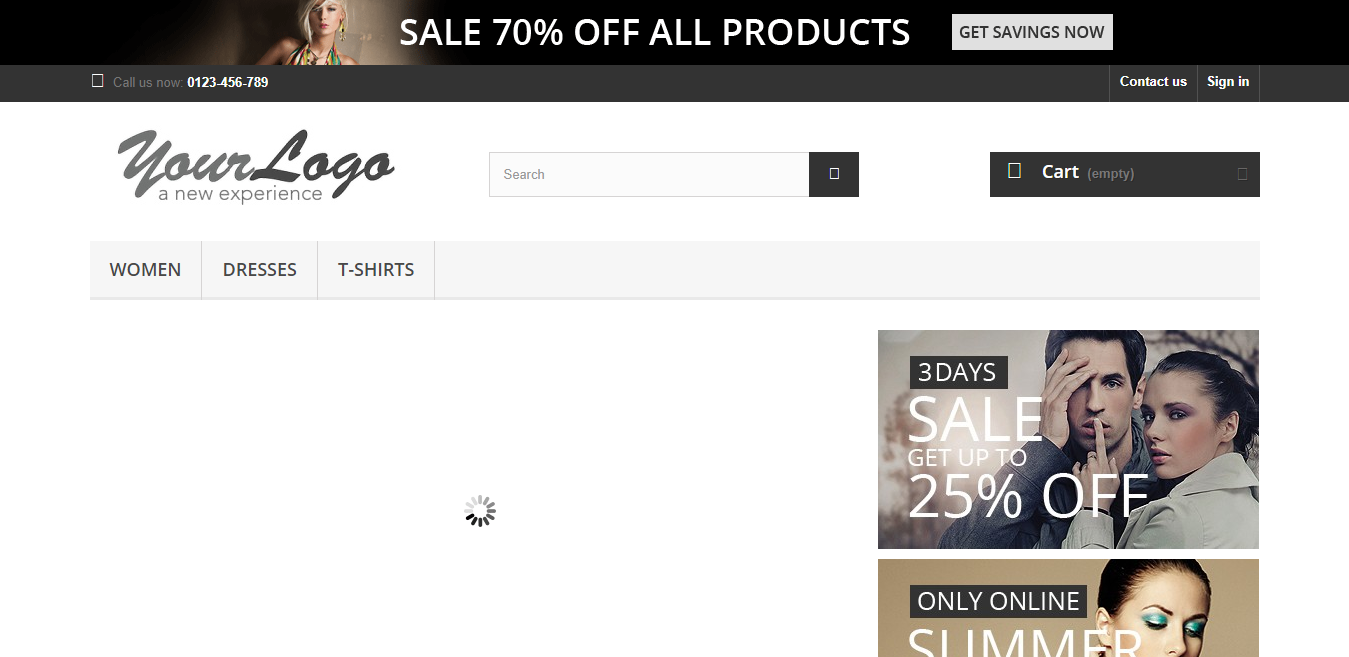 SALE 70% OFF ALL PRODUCTS GET SAVINGS NOW
Call us now: 0123-456-789 Contact us Sign in
YourLogo
a new experience
Search
Cart (empty)
WOMEN DRESSES T-SHIRTS
3 DAYS
SALE
GET UP TO
25% OFF
ONLY ONLINE
SUMMER